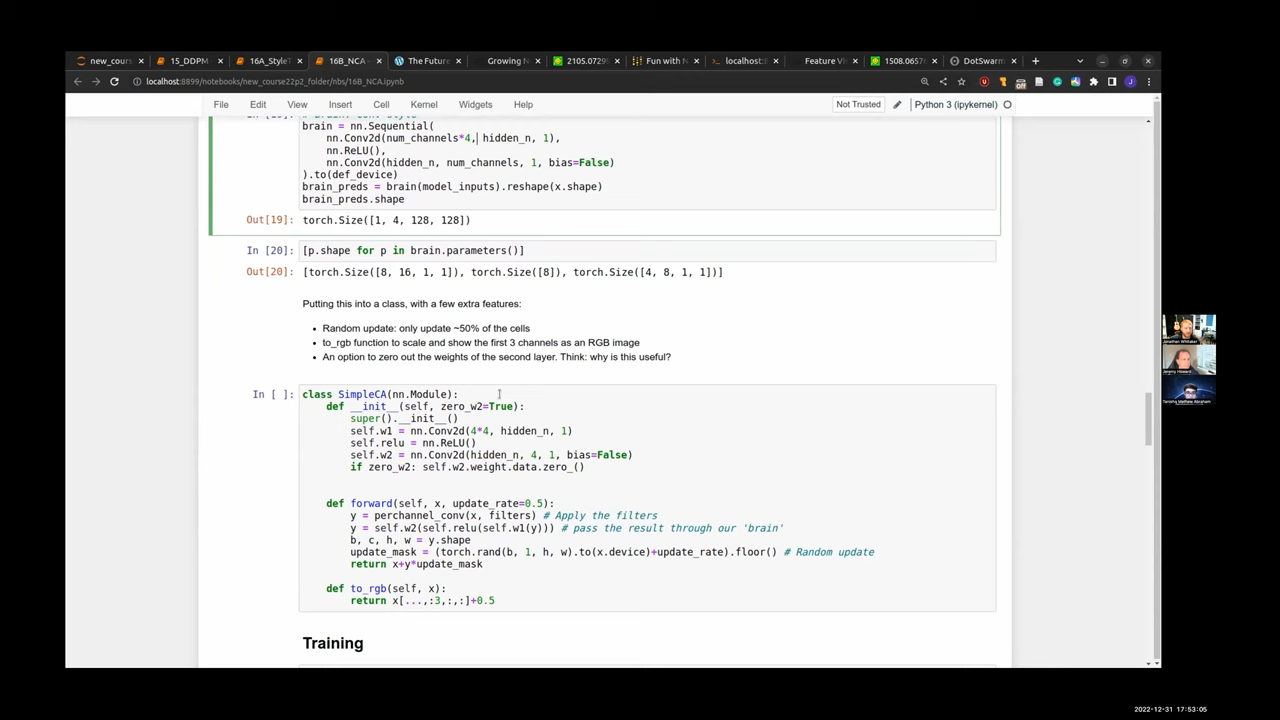 new_cours
15_DDPM
16A_StyleT
16B_NCA -
The Future
Growing N
2105.07299
Fun with N
localhost:8
Feature Vi
1508.0657
DotSwarm
localhost:8899/notebooks/new_course22p2_folder/nbs/16B_NCA.ipynb
File Edit View Insert Cell Kernel Widgets Help
Not Trusted
Python 3 (ipykernel)
brain = nn.Sequential(
nn.Conv2d(num_channels*4, hidden_n, 1),
nn.ReLU(),
nn.Conv2d(hidden_n, num_channels, 1, bias=False)
).to(def_device)
brain_preds = brain(model_inputs).reshape(x.shape)
brain_preds.shape
Out[19]: torch.Size([1, 4, 128, 128])
In [20]: [p.shape for p in brain.parameters()]
Out[20]: [torch.Size([8, 16, 1, 1]), torch.Size([8]), torch.Size([4, 8, 1, 1])]
Putting this into a class, with a few extra features:
• Random update: only update ~50% of the cells
• to_rgb function to scale and show the first 3 channels as an RGB image
• An option to zero out the weights of the second layer. Think: why is this useful?
In [ ]: class SimpleCA(nn.Module):
def __init__(self, zero_w2=True):
super().__init__()
self.w1 = nn.Conv2d(4*4, hidden_n, 1)
self.relu = nn.ReLU()
self.w2 = nn.Conv2d(hidden_n, 4, 1, bias=False)
if zero_w2: self.w2.weight.data.zero_()
def forward(self, x, update_rate=0.5):
y = perchannel_conv(x, filters) # Apply the filters
y = self.w2(self.relu(self.w1(y))) # pass the result through our 'brain'
b, c, h, w = y.shape
update_mask = (torch.rand(b, 1, h, w).to(x.device)+update_rate).floor() # Random update
return x+y*update_mask
def to_rgb(self, x):
return x[...,:3,:,:]+0.5
Training
Jonathan Whitaker
Jeremy Howard
Tanishq Mathew Abraham
2022-12-31 17:53:05